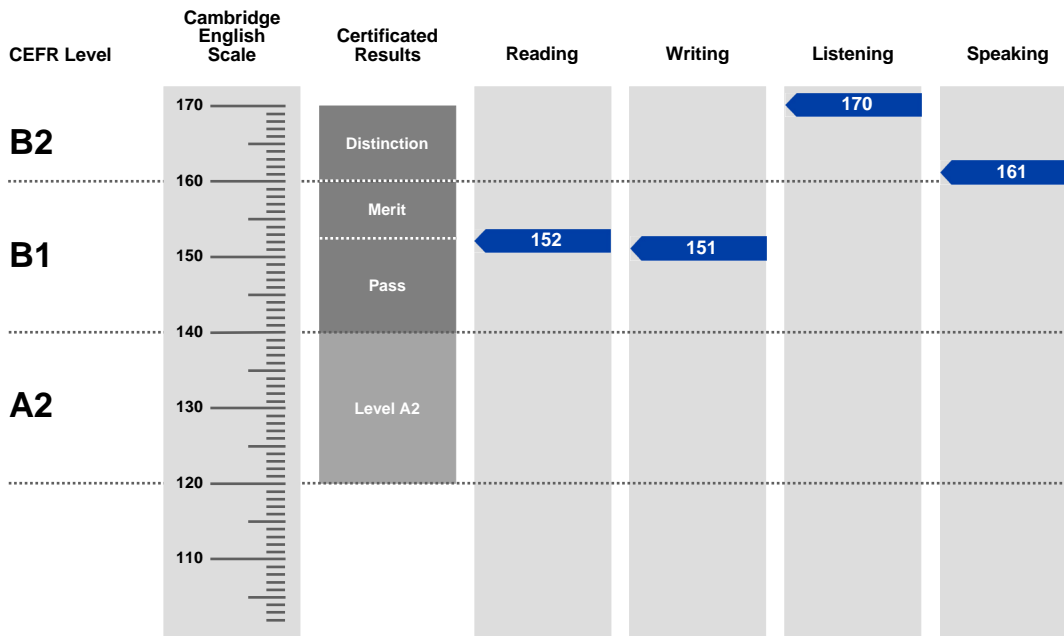 CEFR Level
Cambridge
English
Scale
Certificated
Results
Reading
Writing
Listening
Speaking
170
170
B2
Distinction
160
161
Merit
152
151
B1
150
Pass
140
A2
130
Level A2
120
110